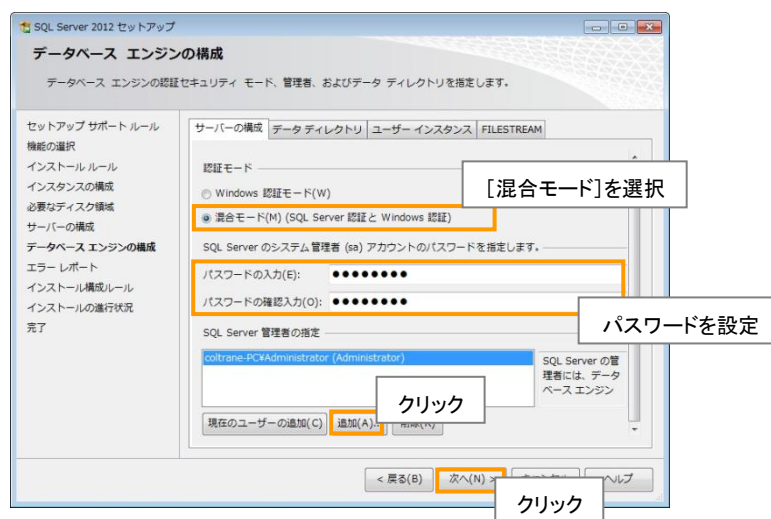 SQL Server 2012 セットアップ
データベース エンジンの構成
データベース エンジンの認証セキュリティ モード、管理者、およびデータ ディレクトリを指定します。
セットアップ サポート ルール
機能の選択
インストール ルール
インスタンスの構成
必要なディスク領域
サーバーの構成
データベース エンジンの構成
エラー レポート
インストール構成ルール
インストールの進行状況
完了
サーバーの構成 データ ディレクトリ ユーザー インスタンス FILESTREAM
認証モード
Windows 認証モード(W)
[混合モード]を選択
混合モード(M) (SQL Server 認証と Windows 認証)
SQL Server のシステム管理者 (sa) アカウントのパスワードを指定します。
パスワードの入力(E): ●●●●●●●●
パスワードの確認入力(O): ●●●●●●●●
パスワードを設定
SQL Server 管理者の指定
coltrane-PC¥Administrator (Administrator)
SQL Server の管
理者には、データ
ベース エンジン
クリック
現在のユーザーの追加(C) 追加(A)...
< 戻る(B) 次へ(N) > ヘルプ
クリック